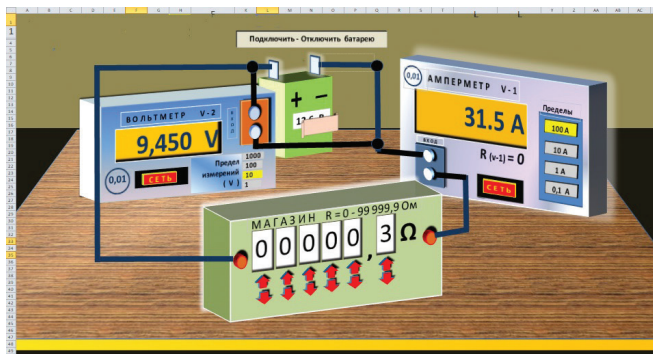 Подключить - Отключить батарею
0,01 АМПЕРМЕТР V-1
31.5 A
Пределы
100 А
10 А
1 А
0,1 А
ВХОД
R (v-1) = 0
СЕТЬ
ВОЛЬТМЕТР V-2
ВХОД
9,450 V
0,01
СЕТЬ
Предел
измерений
( V )
1000
100
10
1
+ −
МАГАЗИН R = 0 - 99 999,9 Ом
0 0 0 0 0 , 3 Ω